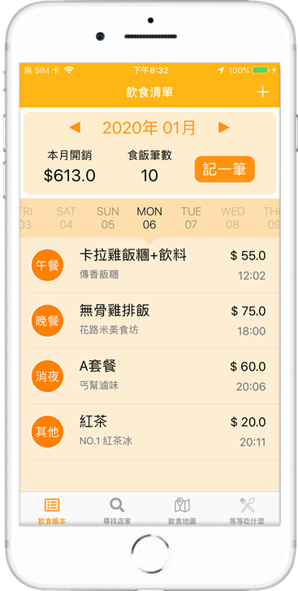 無 SIM 卡 下午8:32 100%
飲食清單
2020年 01月
本月開銷 食飯筆數
$613.0 10 記一筆
FRI SAT SUN MON TUE WED THU
03 04 05 06 07 08 09
午餐 卡拉雞飯糰+飲料 $ 55.0
傳香飯糰 12:02
晚餐 無骨雞排飯 $ 75.0
花路米美食坊 18:00
消夜 A套餐 $ 60.0
丐幫滷味 20:06
其他 紅茶 $ 20.0
NO.1 紅茶冰 20:11
飲食帳本 尋找店家 飲食地圖 等等吃什麼